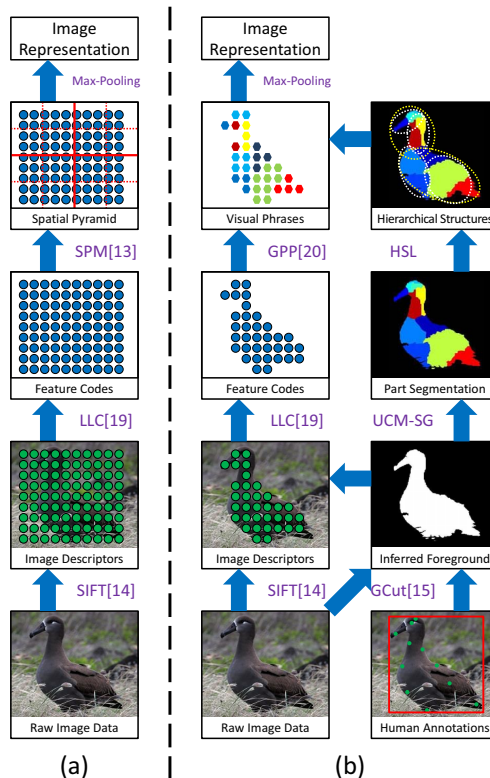 Image
Representation
Max-Pooling
Spatial Pyramid
SPM[13]
Feature Codes
LLC[19]
Image Descriptors
SIFT[14]
Raw Image Data
(a)
Image
Representation
Max-Pooling
Visual Phrases
Hierarchical Structures
GPP[20]
HSL
Feature Codes
Part Segmentation
LLC[19]
UCM-SG
Image Descriptors
Inferred Foreground
SIFT[14]
GCut[15]
Raw Image Data
Human Annotations
(b)